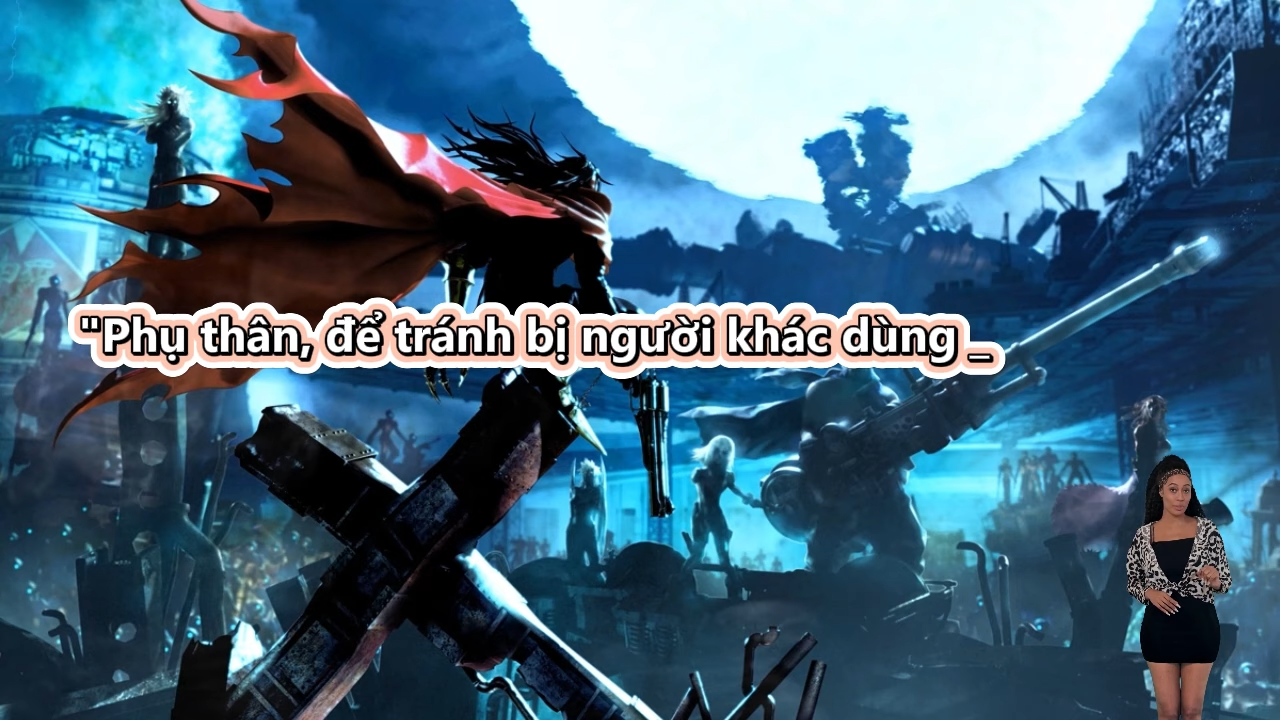 "Phụ thân, để tránh bị người khác dùng _